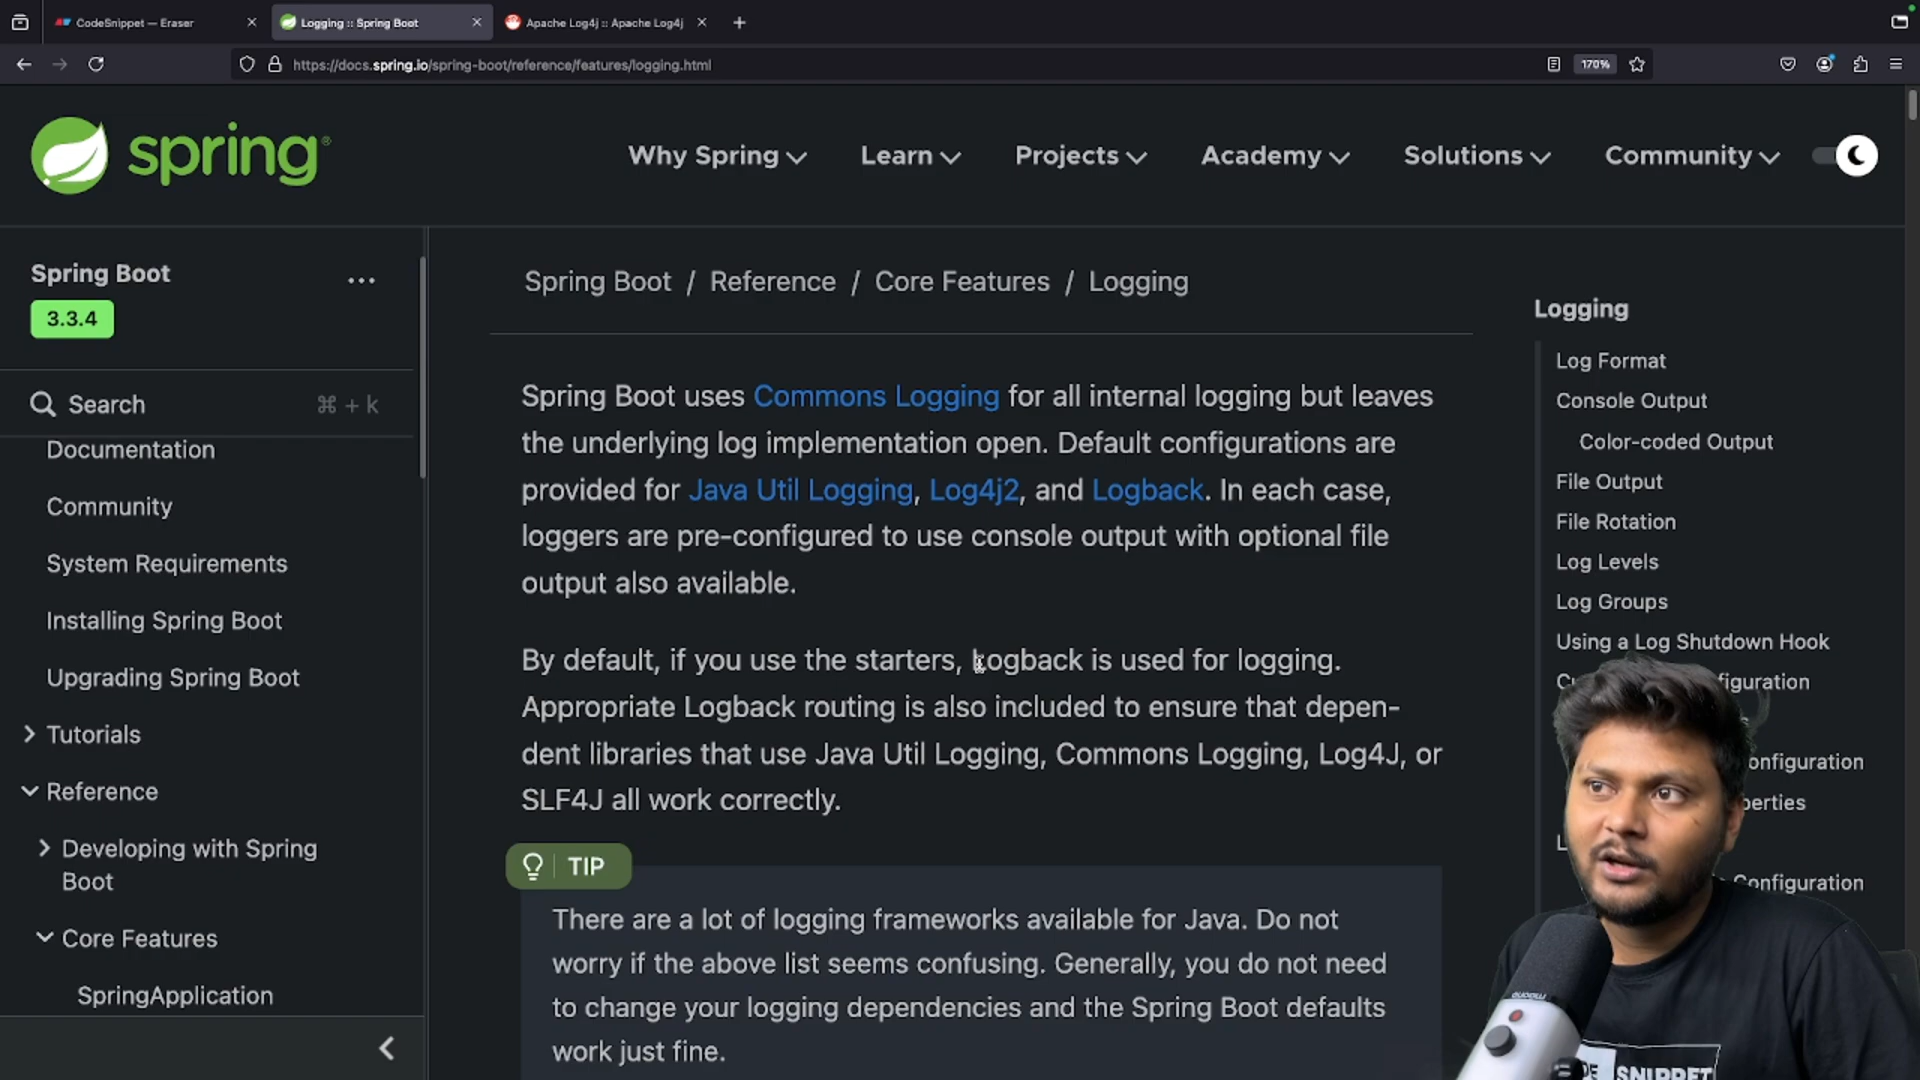 CodeSnippet — Eraser
Logging :: Spring Boot
Apache Log4j :: Apache Log4j
https://docs.spring.io/spring-boot/reference/features/logging.html
170%
spring
Why Spring
Learn
Projects
Academy
Solutions
Community
Spring Boot
3.3.4
Search
⌘ + k
Documentation
Community
System Requirements
Installing Spring Boot
Upgrading Spring Boot
Tutorials
Reference
Developing with Spring
Boot
Core Features
SpringApplication
Spring Boot / Reference / Core Features / Logging
Spring Boot uses Commons Logging for all internal logging but leaves
the underlying log implementation open. Default configurations are
provided for Java Util Logging, Log4j2, and Logback. In each case,
loggers are pre-configured to use console output with optional file
output also available.
By default, if you use the starters, Logback is used for logging.
Appropriate Logback routing is also included to ensure that depen-
dent libraries that use Java Util Logging, Commons Logging, Log4J, or
SLF4J all work correctly.
TIP
There are a lot of logging frameworks available for Java. Do not
worry if the above list seems confusing. Generally, you do not need
to change your logging dependencies and the Spring Boot defaults
work just fine.
Logging
Log Format
Console Output
Color-coded Output
File Output
File Rotation
Log Levels
Log Groups
Using a Log Shutdown Hook
SNIPPET